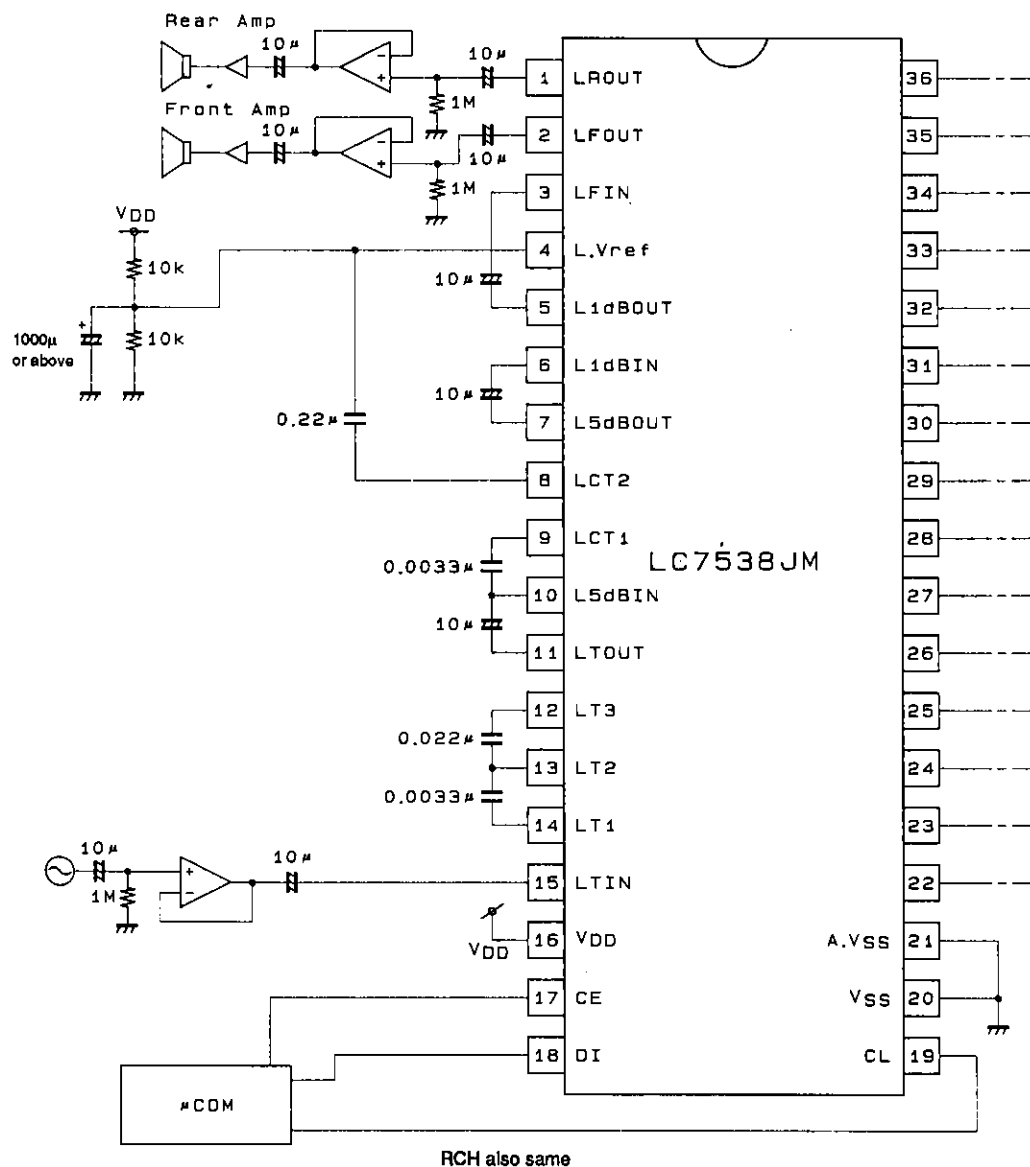 Rear Amp
10μ
10μ
1M
Front Amp
10μ
10μ
1M
VDD
10k
10k
+
1000μ
or above
10μ
10μ
0.22μ
0.0033μ
10μ
0.022μ
0.0033μ
10μ
1M
10μ
VDD
μCOM
1 LROUT
2 LFOUT
3 LFIN
4 L.Vref
5 L1dBOUT
6 L1dBIN
7 L5dBOUT
8 LCT2
9 LCT1
10 L5dBIN
11 LTOUT
12 LT3
13 LT2
14 LT1
15 LTIN
16 VDD
17 CE
18 DI
LC7538JM
36
35
34
33
32
31
30
29
28
27
26
25
24
23
22
A.VSS 21
VSS 20
CL 19
RCH also same